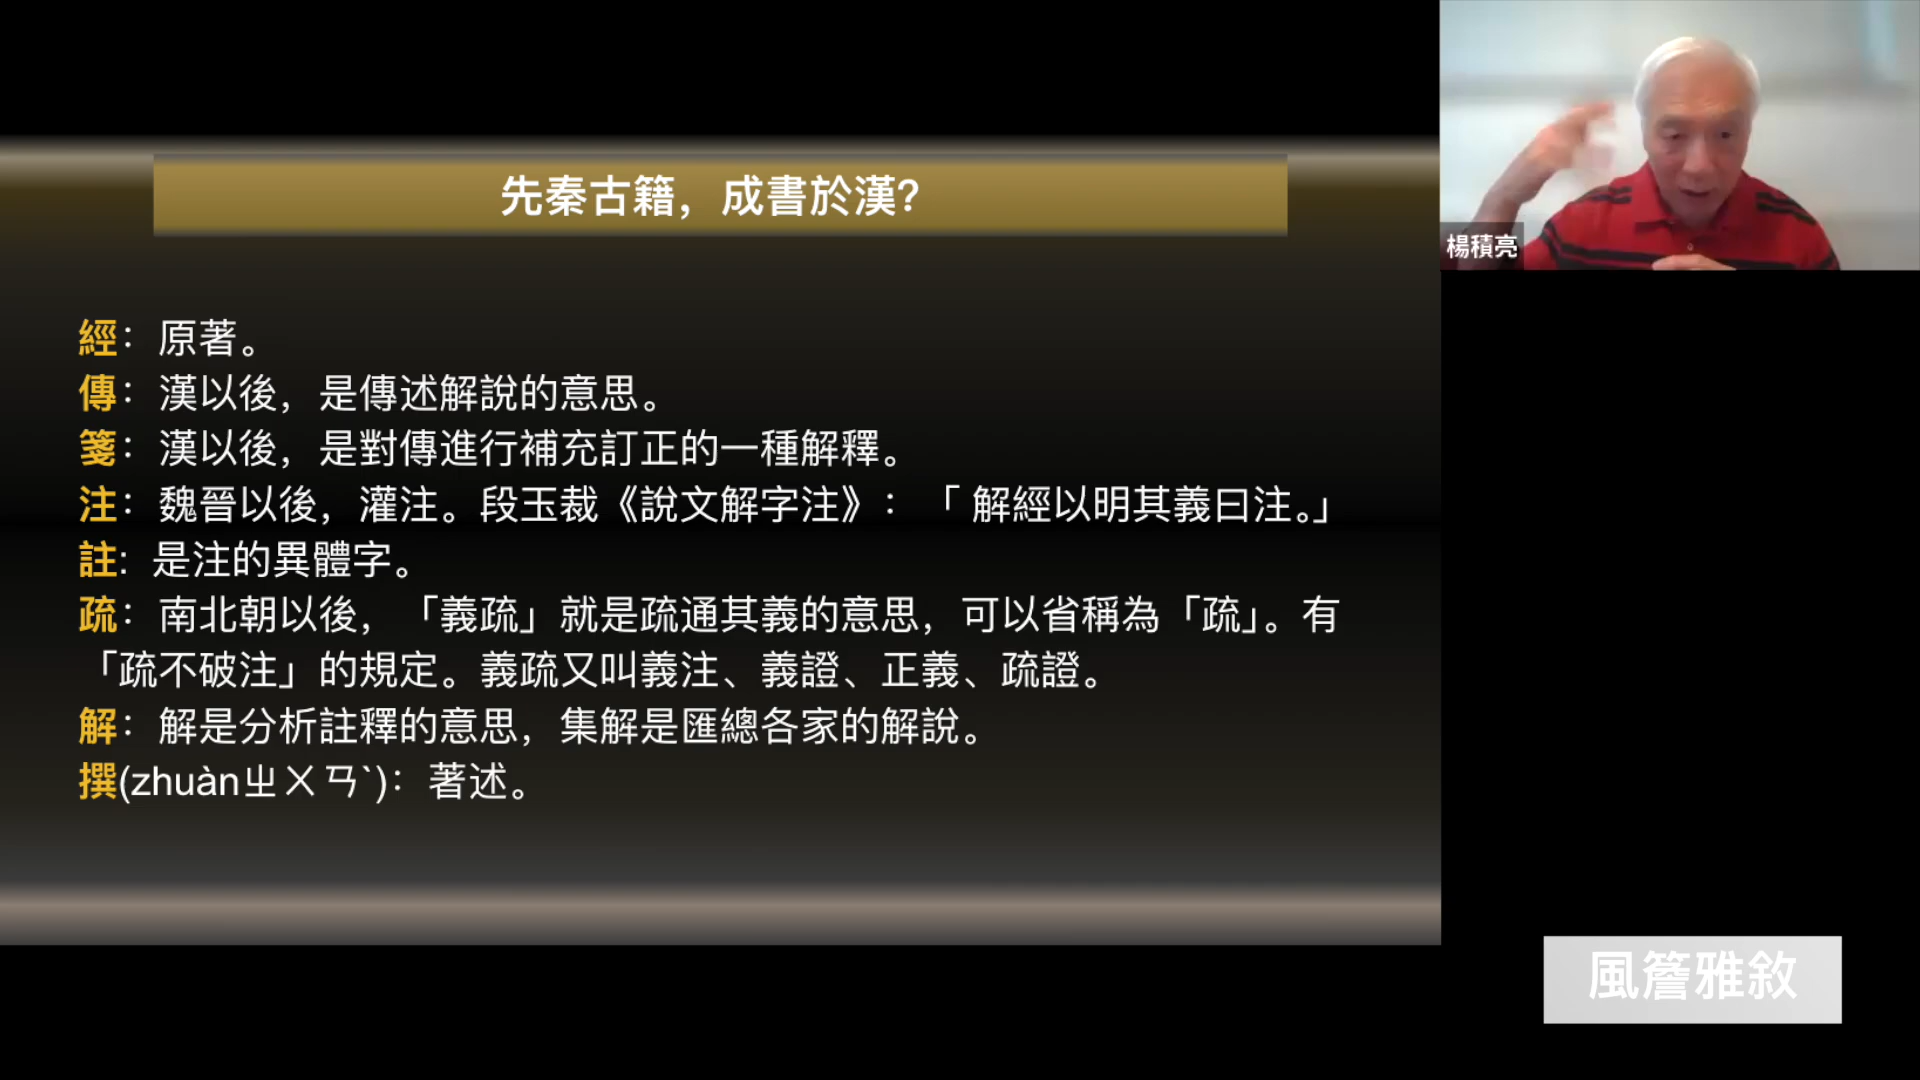 先秦古籍，成書於漢?
經：原著。
傳：漢以後，是傳述解說的意思。
箋：漢以後，是對傳進行補充訂正的一種解釋。
注：魏晉以後，灌注。段玉裁《說文解字注》：「 解經以明其義曰注。」
註: 是注的異體字。
疏：南北朝以後，「義疏」就是疏通其義的意思，可以省稱為「疏」。有
「疏不破注」的規定。義疏又叫義注、義證、正義、疏證。
解：解是分析註釋的意思，集解是匯總各家的解說。
撰(zhuànㄓㄨㄢˋ)：著述。
楊積亮
風簷雅敘